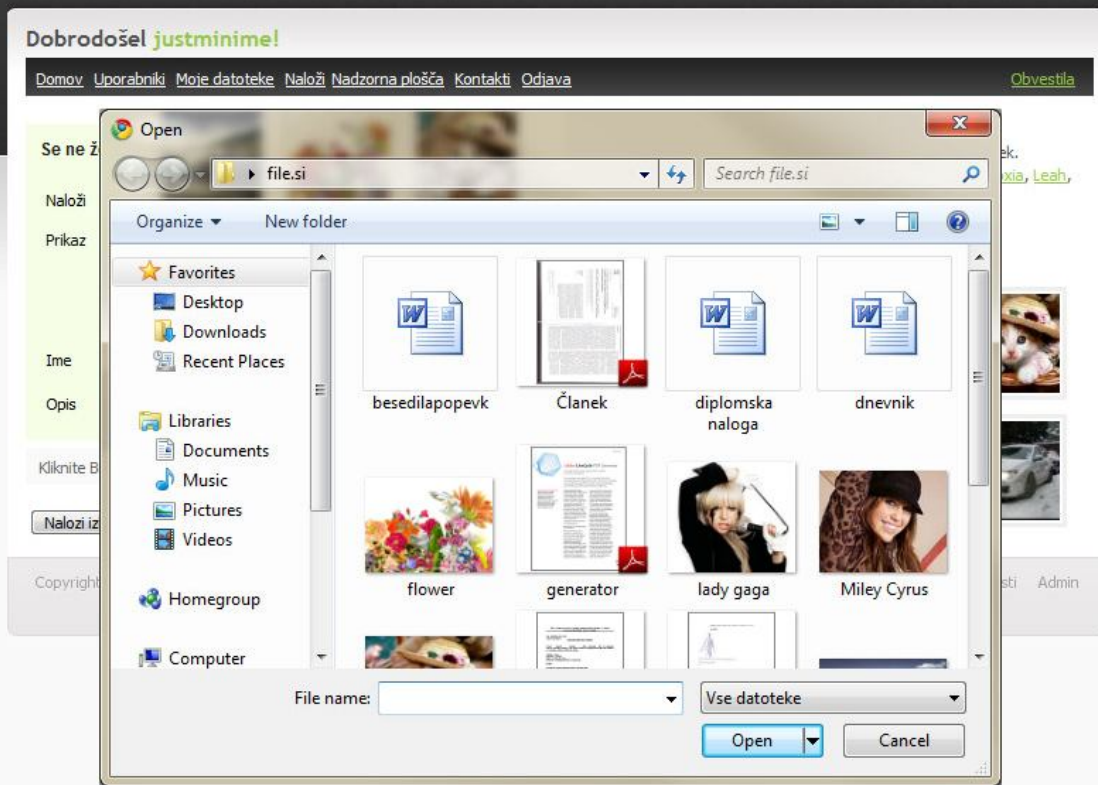 Dobrodošel justminime!
Domov Uporabniki Moje datoteke Naloži Nadzorna plošča Kontakti Odjava Obvestila
Open
Se ne
file.si
Search file.si
Leah,
Naloži
Organize
New folder
Prikaz
Favorites
Desktop
Downloads
Recent Places
Libraries
Documents
Music
Pictures
Videos
Homegroup
Computer
besedilapopevk
Članek
diplomska
naloga
dnevnik
flower
generator
lady gaga
Miley Cyrus
Ime
Opis
Kliknite B
Nalozi iz
Copyright
Admin
File name:
Vse datoteke
Open
Cancel